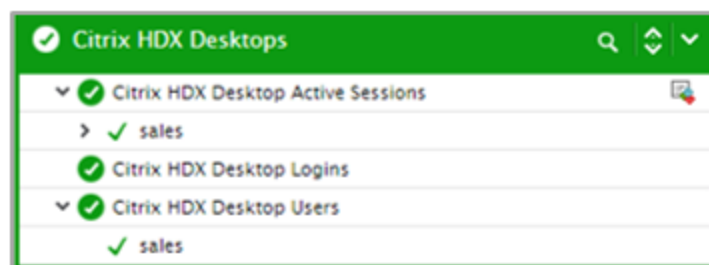 Citrix HDX Desktops
Citrix HDX Desktop Active Sessions
sales
Citrix HDX Desktop Logins
Citrix HDX Desktop Users
sales